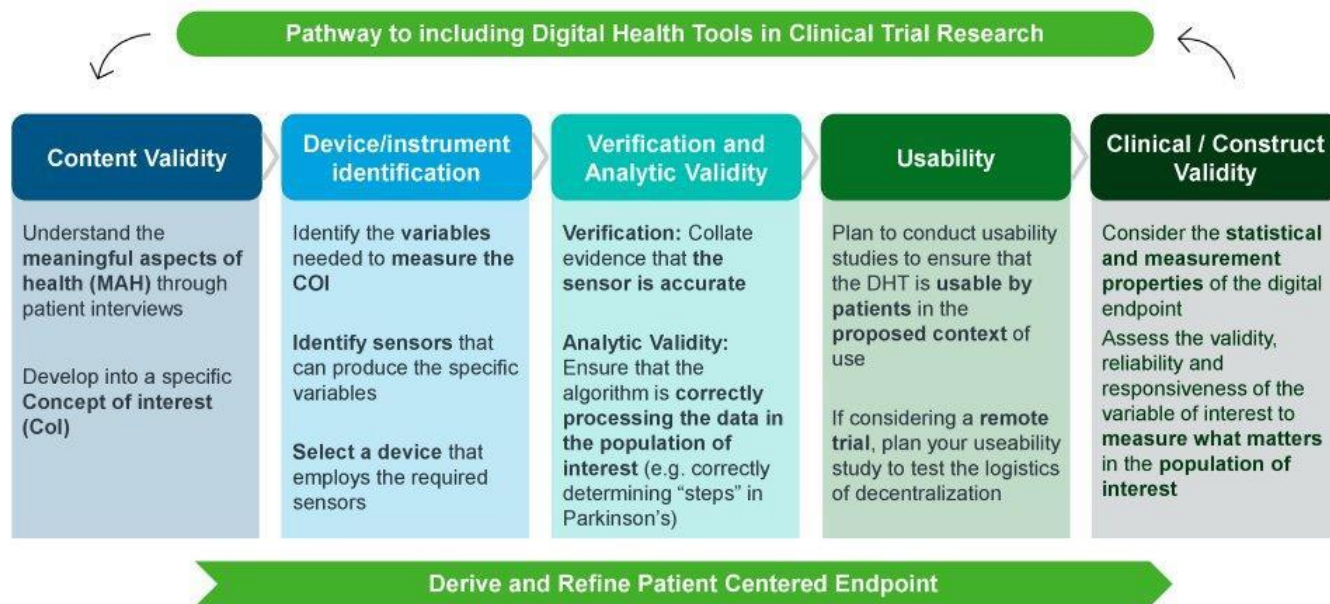 Pathway to including Digital Health Tools in Clinical Trial Research
Content Validity
Understand the
meaningful aspects of
health (MAH) through
patient interviews
Develop into a specific
Concept of interest
(CoI)
Device/instrument
identification
Identify the variables
needed to measure the
COI
Identify sensors that
can produce the specific
variables
Select a device that
employs the required
sensors
Verification and
Analytic Validity
Verification: Collate
evidence that the
sensor is accurate
Analytic Validity:
Ensure that the
algorithm is correctly
processing the data in
the population of
interest (e.g. correctly
determining “steps” in
Parkinson’s)
Usability
Plan to conduct usability
studies to ensure that
the DHT is usable by
patients in the
proposed context of
use
If considering a remote
trial, plan your useability
study to test the logistics
of decentralization
Clinical / Construct
Validity
Consider the statistical
and measurement
properties of the digital
endpoint
Assess the validity,
reliability and
responsiveness of the
variable of interest to
measure what matters
in the population of
interest
Derive and Refine Patient Centered Endpoint